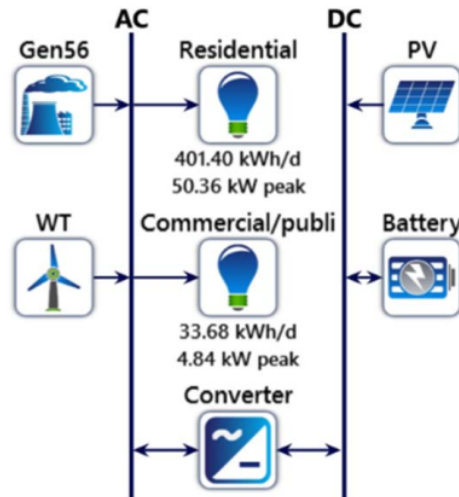 AC
DC
Gen56
Residential
PV
401.40 kWh/d
50.36 kW peak
WT
Commercial/publi
Battery
33.68 kWh/d
4.84 kW peak
Converter